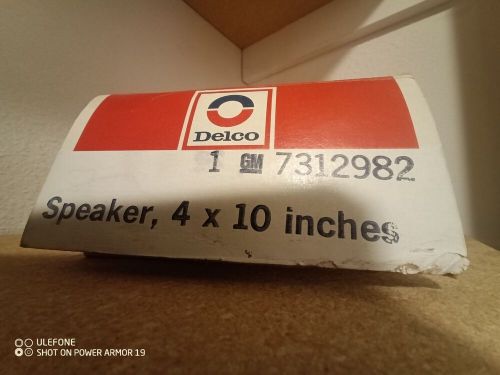 Delco
1 GM 7312982
Speaker, 4 x 10 inches
ULEFONE
SHOT ON POWER ARMOR 19